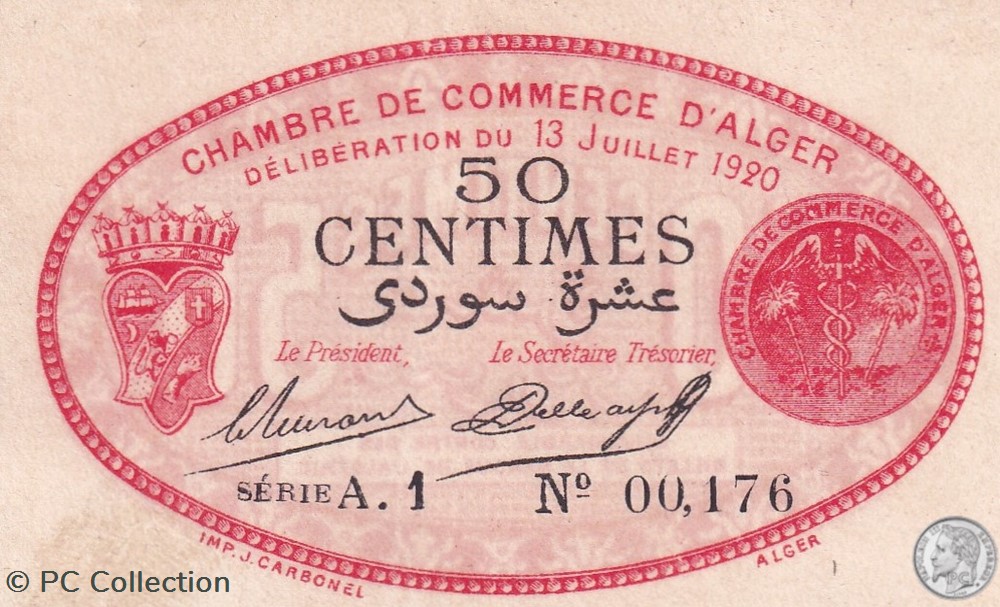 CHAMBRE DE COMMERCE D'ALGER
DÉLIBÉRATION DU 13 JUILLET 1920
50
CENTIMES
عشرة سوردى
CHAMBRE DE COMMERCE D'ALGER
Le Président,
Le Secrétaire Trésorier,
SÉRIE A. 1
Nº 00,176
IMP. J. CARBONEL
ALGER
© PC Collection
PC